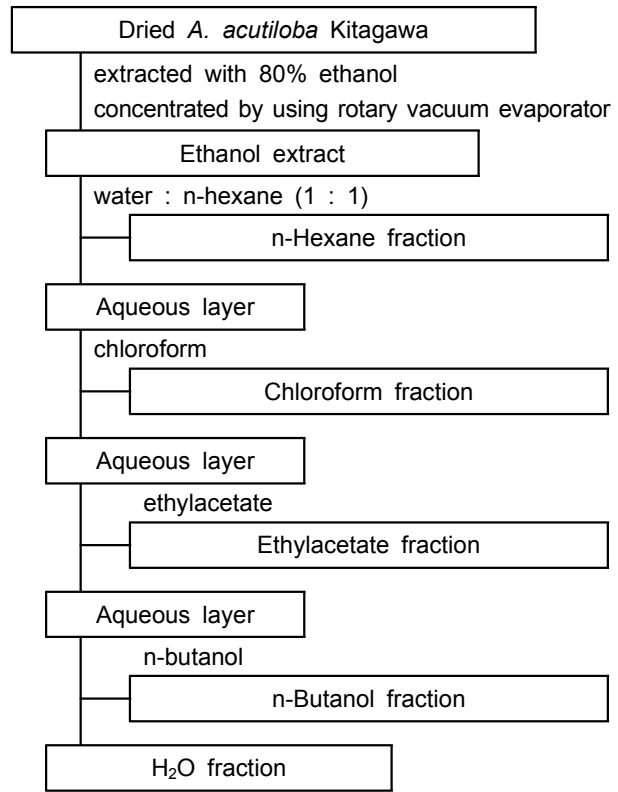 Dried A. acutiloba Kitagawa
extracted with 80% ethanol
concentrated by using rotary vacuum evaporator
Ethanol extract
water : n-hexane (1 : 1)
n-Hexane fraction
Aqueous layer
chloroform
Chloroform fraction
Aqueous layer
ethylacetate
Ethylacetate fraction
Aqueous layer
n-butanol
n-Butanol fraction
H₂O fraction